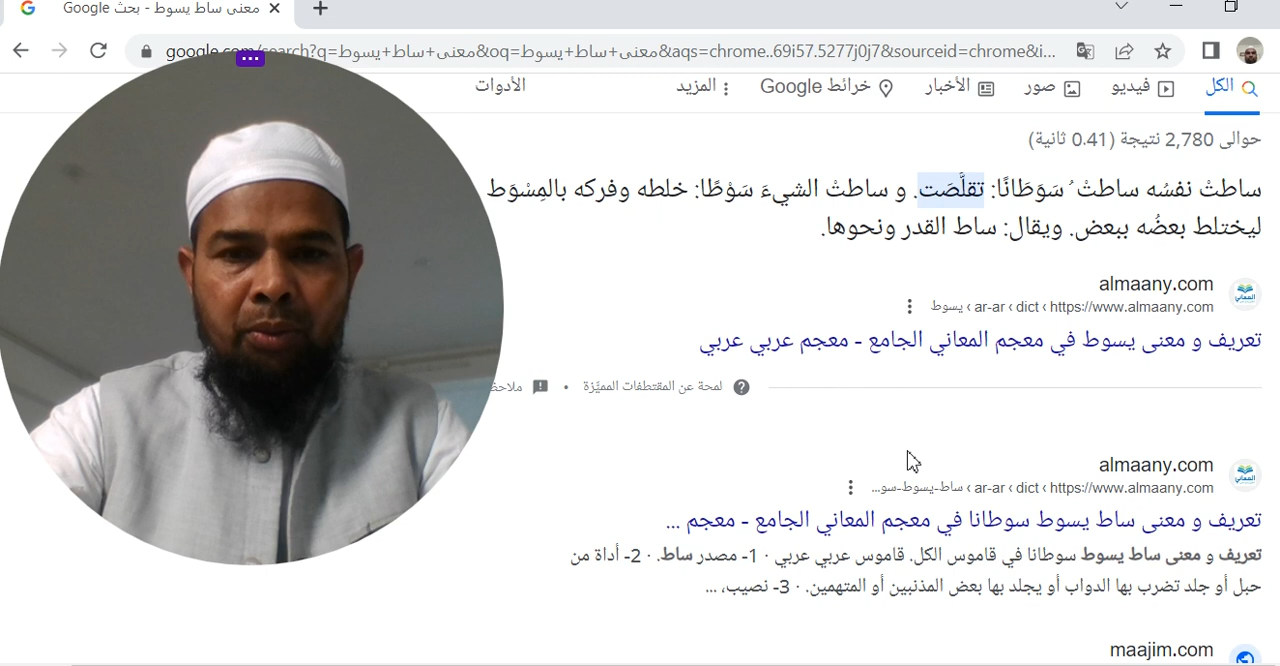 معنى ساط يسوط - بحث Google
google.com/search?q=معنى+ساط+يسوط&oq=معنى+ساط+يسوط&aqs=chrome..69i57.5277j0j7&sourceid=chrome&i...
الكل فيديو صور الأخبار خرائط Google المزيد الأدوات
حوالى 2,780 نتيجة (0.41 ثانية)
ساطتْ نفسُه ساطتْ ُ سَوَطَانًا: تقلَّصَت. و ساطتْ الشيءَ سَوْطًا: خلطه وفركه بالمِسْوَط
ليختلط بعضُه ببعض. ويقال: ساط القدر ونحوها.
almaany.com
https://www.almaany.com › dict › ar-ar › يسوط
تعريف و معنى يسوط في معجم المعاني الجامع - معجم عربي عربي
لمحة عن المقتطفات المميَّزة •
almaany.com
https://www.almaany.com › dict › ar-ar › ساط-يسوط-سو...
تعريف و معنى ساط يسوط سوطانا في معجم المعاني الجامع - معجم ...
تعريف و معنى ساط يسوط سوطانا في قاموس الكل. قاموس عربي عربي · 1- مصدر ساط. · 2- أداة من
حبل أو جلد تضرب بها الدواب أو يجلد بها بعض المذنبين أو المتهمين. · 3- نصيب، ...
maajim.com